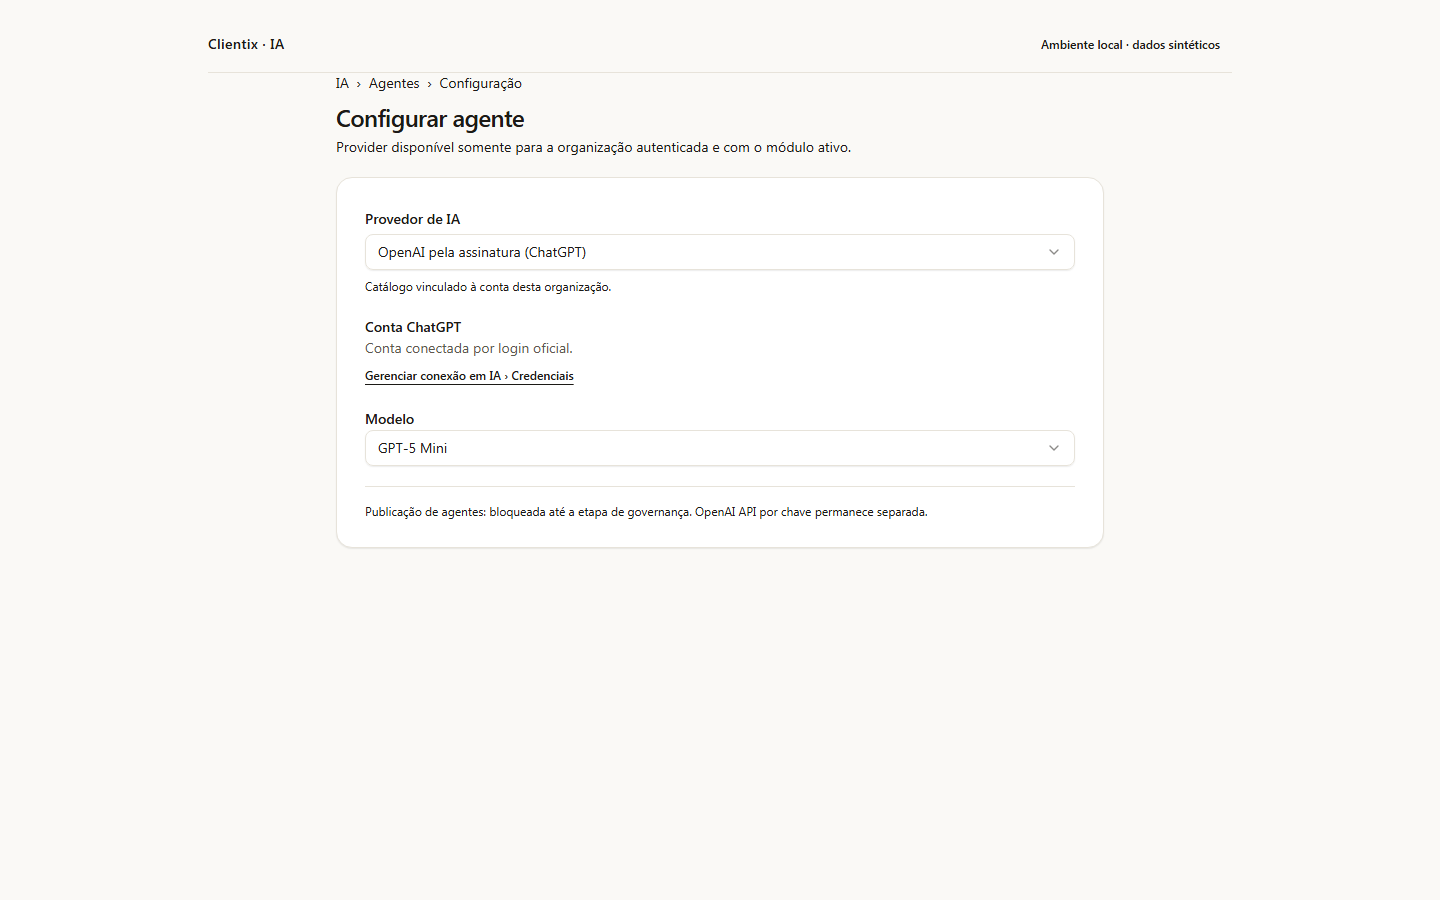 Clientix · IA
Ambiente local · dados sintéticos
IA › Agentes › Configuração
Configurar agente
Provider disponível somente para a organização autenticada e com o módulo ativo.
Provedor de IA
OpenAI pela assinatura (ChatGPT)
Catálogo vinculado à conta desta organização.
Conta ChatGPT
Conta conectada por login oficial.
Gerenciar conexão em IA › Credenciais
Modelo
GPT-5 Mini
Publicação de agentes: bloqueada até a etapa de governança. OpenAI API por chave permanece separada.